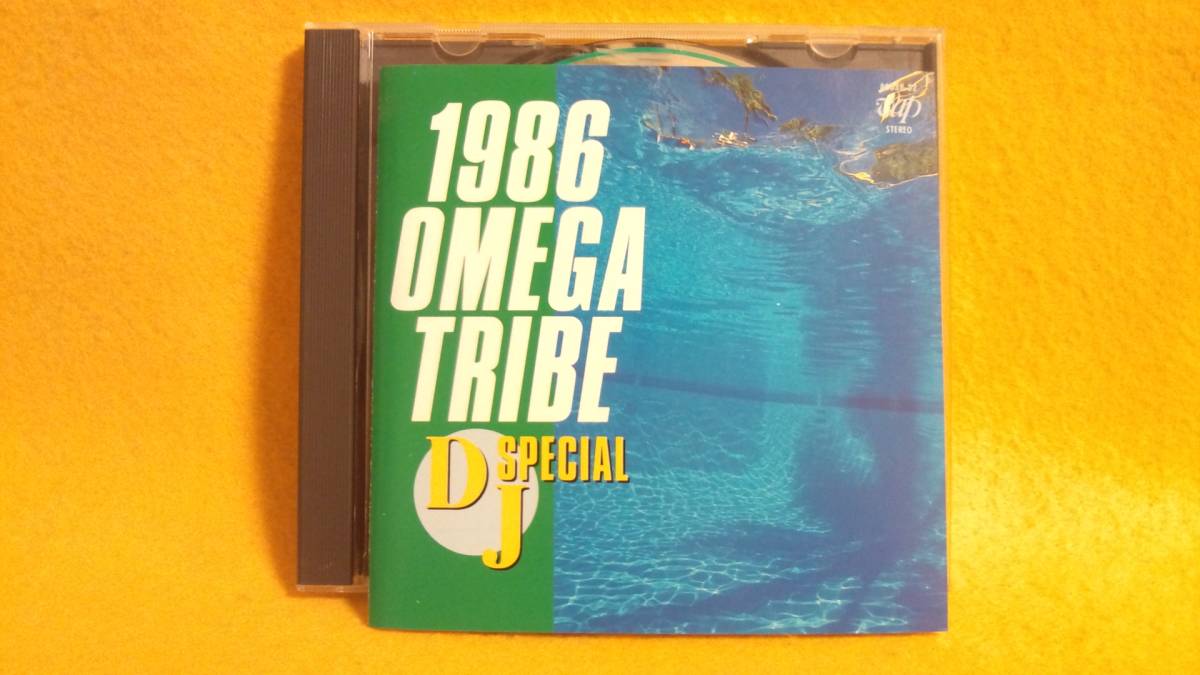 1986
OMEGA
TRIBE
DJ SPECIAL
Vap
STEREO